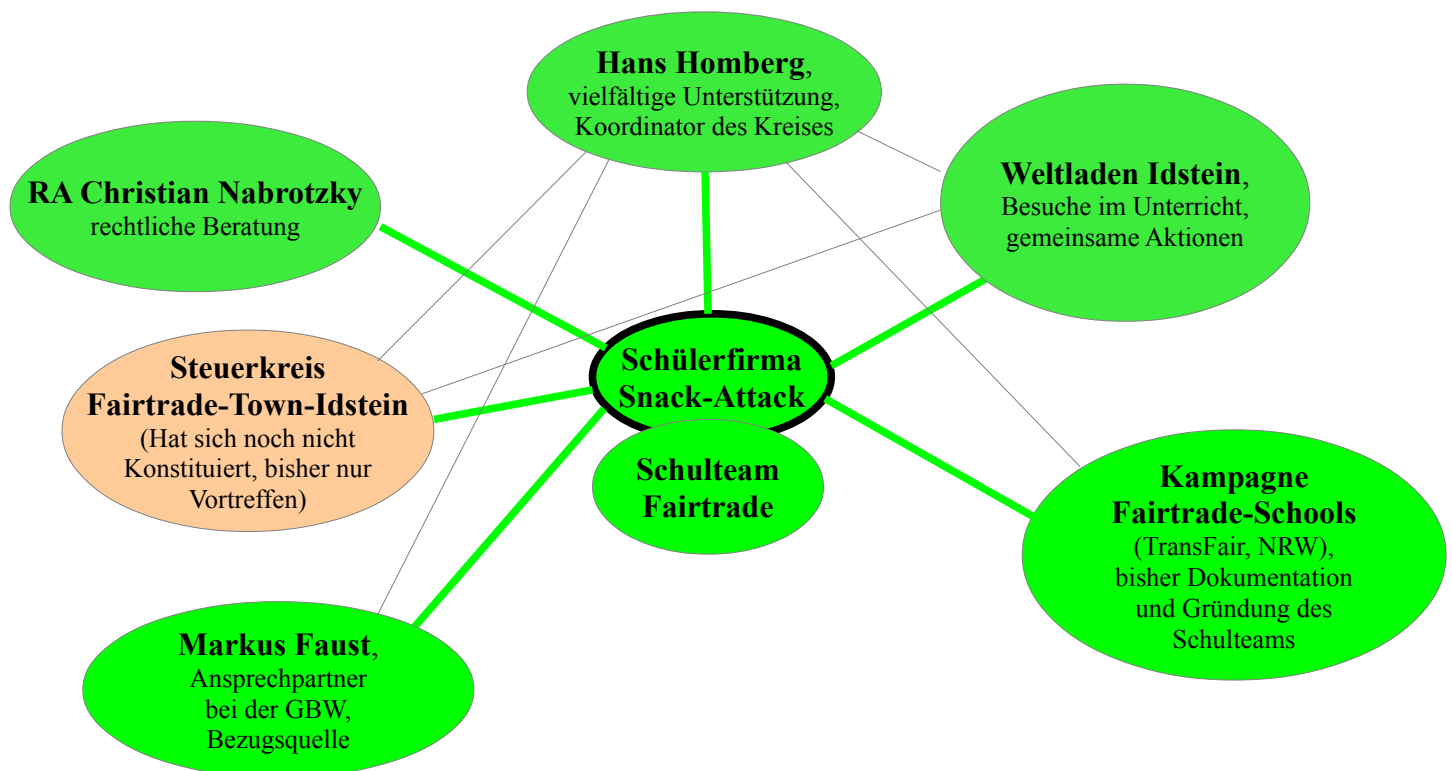 Hans Homberg,
vielfältige Unterstützung,
Koordinator des Kreises
RA Christian Nabrotzky
rechtliche Beratung
Weltladen Idstein,
Besuche im Unterricht,
gemeinsame Aktionen
Steuerkreis
Fairtrade-Town-Idstein
(Hat sich noch nicht
Konstituiert, bisher nur
Vortreffen)
Schülerfirma
Snack-Attack
Schulteam
Fairtrade
Kampagne
Fairtrade-Schools
(TransFair, NRW),
bisher Dokumentation
und Gründung des
Schulteams
Markus Faust,
Ansprechpartner
bei der GBW,
Bezugsquelle